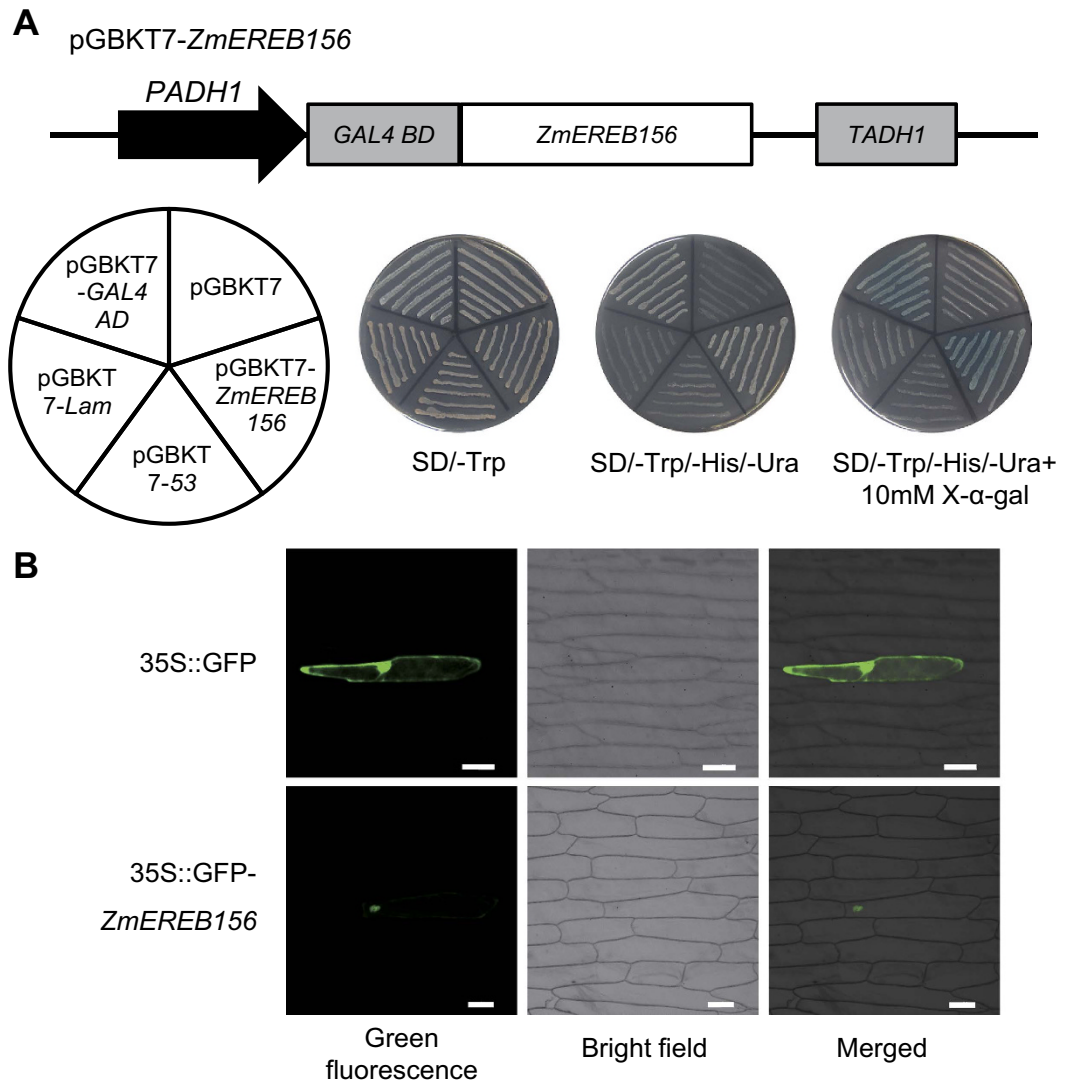 A
pGBKT7-ZmEREB156
PADH1
GAL4 BD
ZmEREB156
TADH1
pGBKT7
-GAL4
AD
pGBKT7
pGBKT7-
ZmEREB
156
pGBKT
7-Lam
pGBKT
7-53
SD/-Trp
SD/-Trp/-His/-Ura
SD/-Trp/-His/-Ura+
10mM X-α-gal
B
35S::GFP
35S::GFP-
ZmEREB156
Green
fluorescence
Bright field
Merged